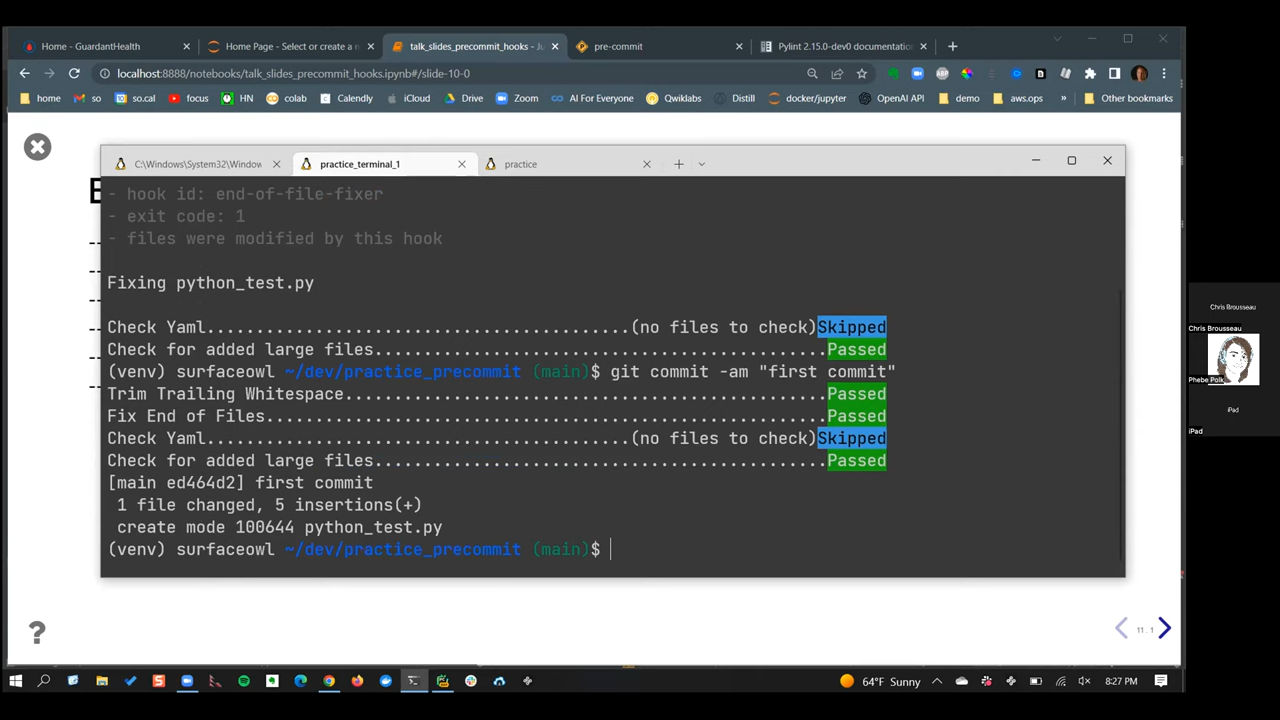 Home - GuardantHealth
Home Page - Select or create a n
talk_slides_precommit_hooks - Ju
pre-commit
Pylint 2.15.0-dev0 documentatio
localhost:8888/notebooks/talk_slides_precommit_hooks.ipynb#/slide-10-0
home
so
so.cal
focus
HN
colab
Calendly
iCloud
Drive
Zoom
AI For Everyone
Qwiklabs
Distill
docker/jupyter
OpenAI API
demo
aws.ops
»
Other bookmarks
C:\Windows\System32\Window
practice_terminal_1
practice
- hook id: end-of-file-fixer
- exit code: 1
- files were modified by this hook
Fixing python_test.py
Check Yaml...........................................(no files to check)Skipped
Check for added large files..............................................Passed
(venv) surfaceowl ~/dev/practice_precommit (main)$ git commit -am "first commit"
Trim Trailing Whitespace.................................................Passed
Fix End of Files.........................................................Passed
Check Yaml...........................................(no files to check)Skipped
Check for added large files..............................................Passed
[main ed464d2] first commit
1 file changed, 5 insertions(+)
create mode 100644 python_test.py
(venv) surfaceowl ~/dev/practice_precommit (main)$
?
11.1
Chris Brousseau
Chris Brousseau
Phebe Polk
iPad
iPad
64°F Sunny
8:27 PM